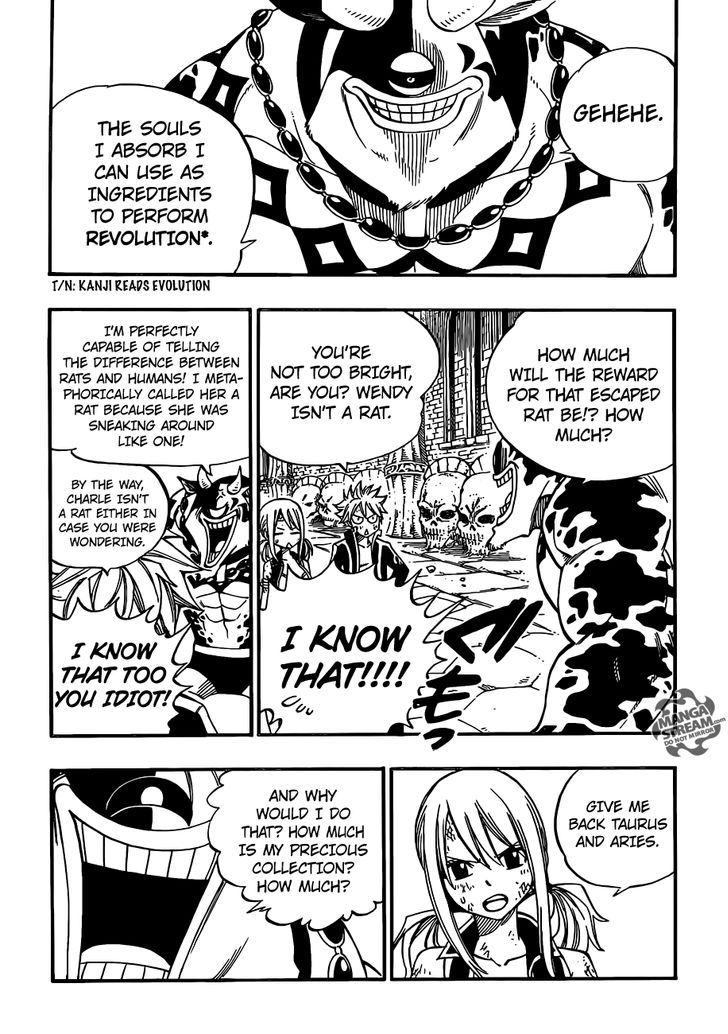 GEHEHE.
THE SOULS
I ABSORB I
CAN USE AS
INGREDIENTS
TO PERFORM
REVOLUTION*.
T/N: KANJI READS EVOLUTION
HOW MUCH
WILL THE REWARD
FOR THAT ESCAPED
RAT BE!? HOW
MUCH?
YOU'RE
NOT TOO BRIGHT,
ARE YOU? WENDY
ISN'T A RAT.
I KNOW
THAT!!!!
I'M PERFECTLY
CAPABLE OF TELLING
THE DIFFERENCE BETWEEN
RATS AND HUMANS! I META-
PHORICALLY CALLED HER A
RAT BECAUSE SHE WAS
SNEAKING AROUND
LIKE ONE!
BY THE WAY,
CHARLE ISN'T
A RAT EITHER IN
CASE YOU WERE
WONDERING.
I KNOW
THAT TOO
YOU IDIOT!
MANGA
STREAM.com
DO NOT MIRROR
GIVE ME
BACK TAURUS
AND ARIES.
AND WHY
WOULD I DO
THAT? HOW MUCH
IS MY PRECIOUS
COLLECTION?
HOW MUCH?